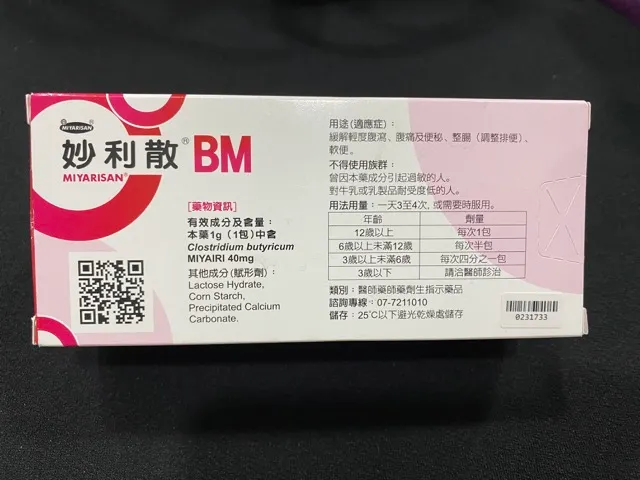 MIYARISAN
妙利散® BM
MIYARISAN®
[藥物資訊]
有效成分及含量：
本藥1g（1包）中含
Clostridium butyricum
MIYAIRI 40mg
其他成分(賦形劑)：
Lactose Hydrate,
Corn Starch,
Precipitated Calcium
Carbonate.
用途(適應症)：
緩解輕度腹瀉、腹痛及便秘、整腸（調整排便）、
軟便。
不得使用族群：
曾因本藥成分引起過敏的人。
對牛乳或乳製品耐受度低的人。
用法用量：一天3至4次, 或需要時服用。
年齡 劑量
12歲以上 每次1包
6歲以上未滿12歲 每次半包
3歲以上未滿6歲 每次四分之一包
3歲以下 請洽醫師診治
類別：醫師藥師藥劑生指示藥品
諮詢專線：07-7211010
儲存：25℃以下避光乾燥處儲存
0231733